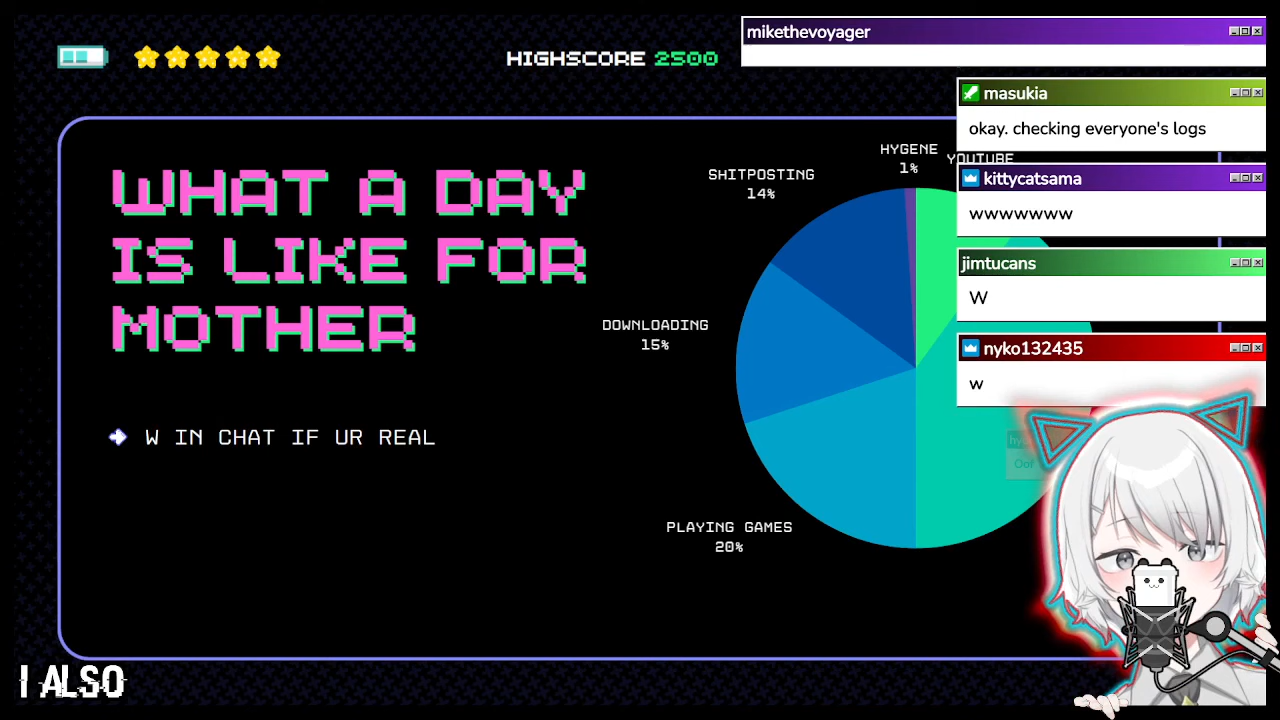 HIGHSCORE 2500
mikethevoyager
masukia
okay. checking everyone's logs
kittycatsama
wwwwwww
jimtucans
W
nyko132435
w
WHAT A DAY
IS LIKE FOR
MOTHER
W IN CHAT IF UR REAL
HYGENE
1%
YOUTUBE
SHITPOSTING
14%
DOWNLOADING
15%
PLAYING GAMES
20%
Oof
I ALSO